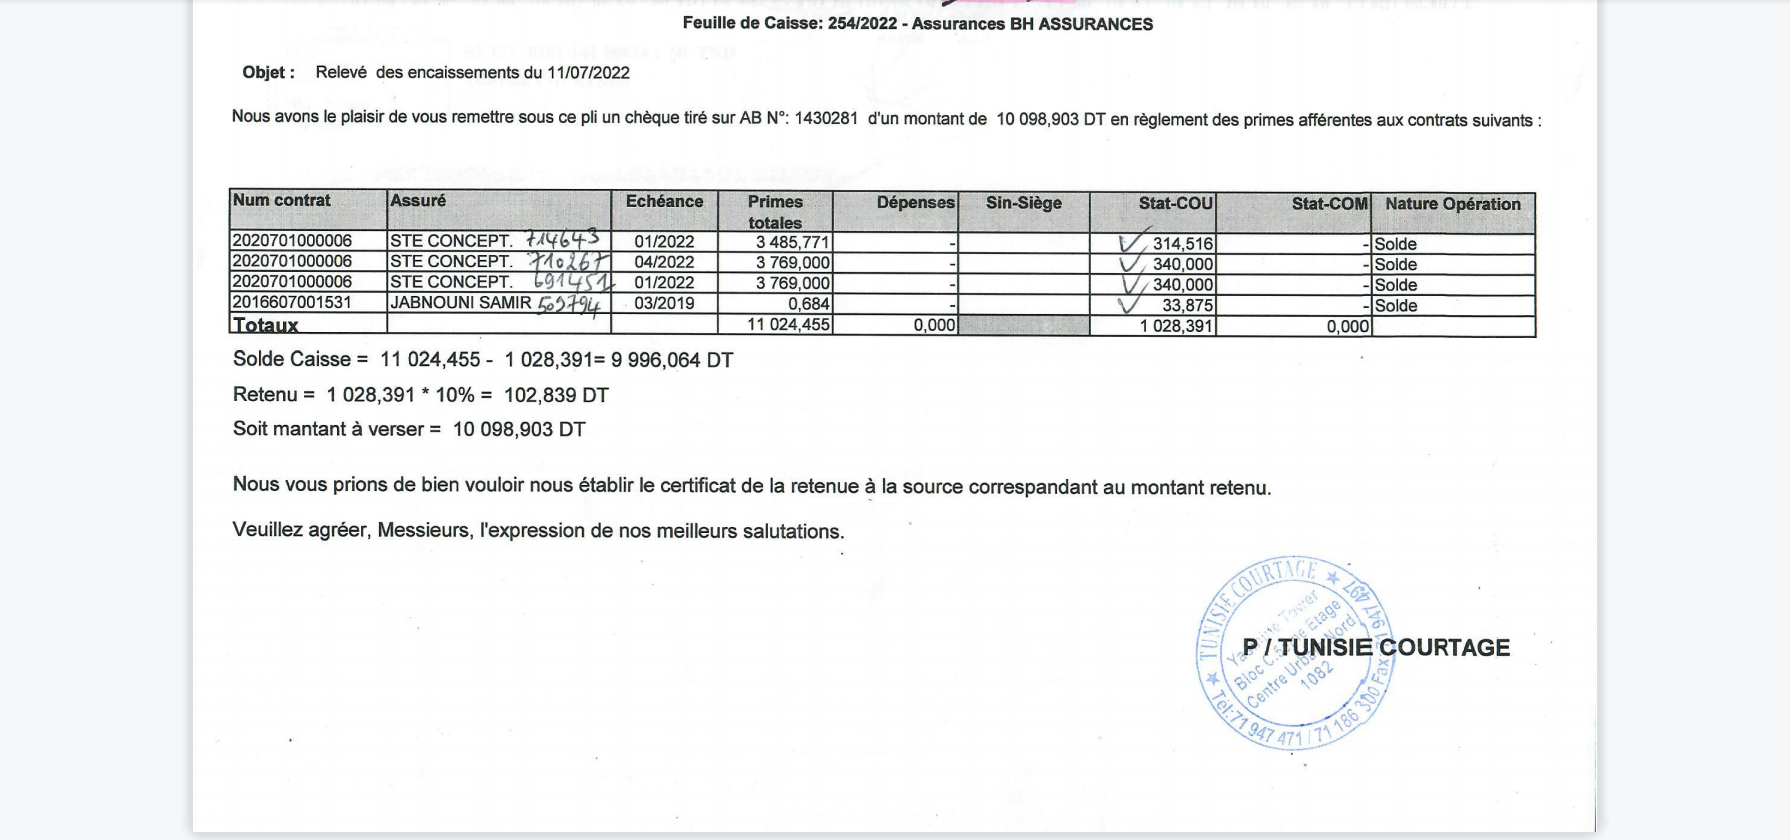 Feuille de Caisse: 254/2022 - Assurances BH ASSURANCES
Objet : Relevé des encaissements du 11/07/2022
Nous avons le plaisir de vous remettre sous ce pli un chèque tiré sur AB N°: 1430281 d'un montant de 10 098,903 DT en règlement des primes afférentes aux contrats suivants :
Num contrat Assuré Echéance Primes totales Dépenses Sin-Siège Stat-COU Stat-COM Nature Opération
2020701000006 STE CONCEPT. 714643 01/2022 3 485,771 - 314,516 - Solde
2020701000006 STE CONCEPT. 710267 04/2022 3 769,000 - 340,000 - Solde
2020701000006 STE CONCEPT. 691451 01/2022 3 769,000 - 340,000 - Solde
2016607001531 JABNOUNI SAMIR 509794 03/2019 0,684 - 33,875 - Solde
Totaux 11 024,455 0,000 1 028,391 0,000
Solde Caisse = 11 024,455 - 1 028,391= 9 996,064 DT
Retenu = 1 028,391 * 10% = 102,839 DT
Soit mantant à verser = 10 098,903 DT
Nous vous prions de bien vouloir nous établir le certificat de la retenue à la source correspandant au montant retenu.
Veuillez agréer, Messieurs, l'expression de nos meilleurs salutations.
P / TUNISIE COURTAGE
★ TUNISIE COURTAGE ★
Tower
Bloc C. Etage
Centre Nord
1082
Tél:71 947 471 / 71 186 300 Fax 947 497